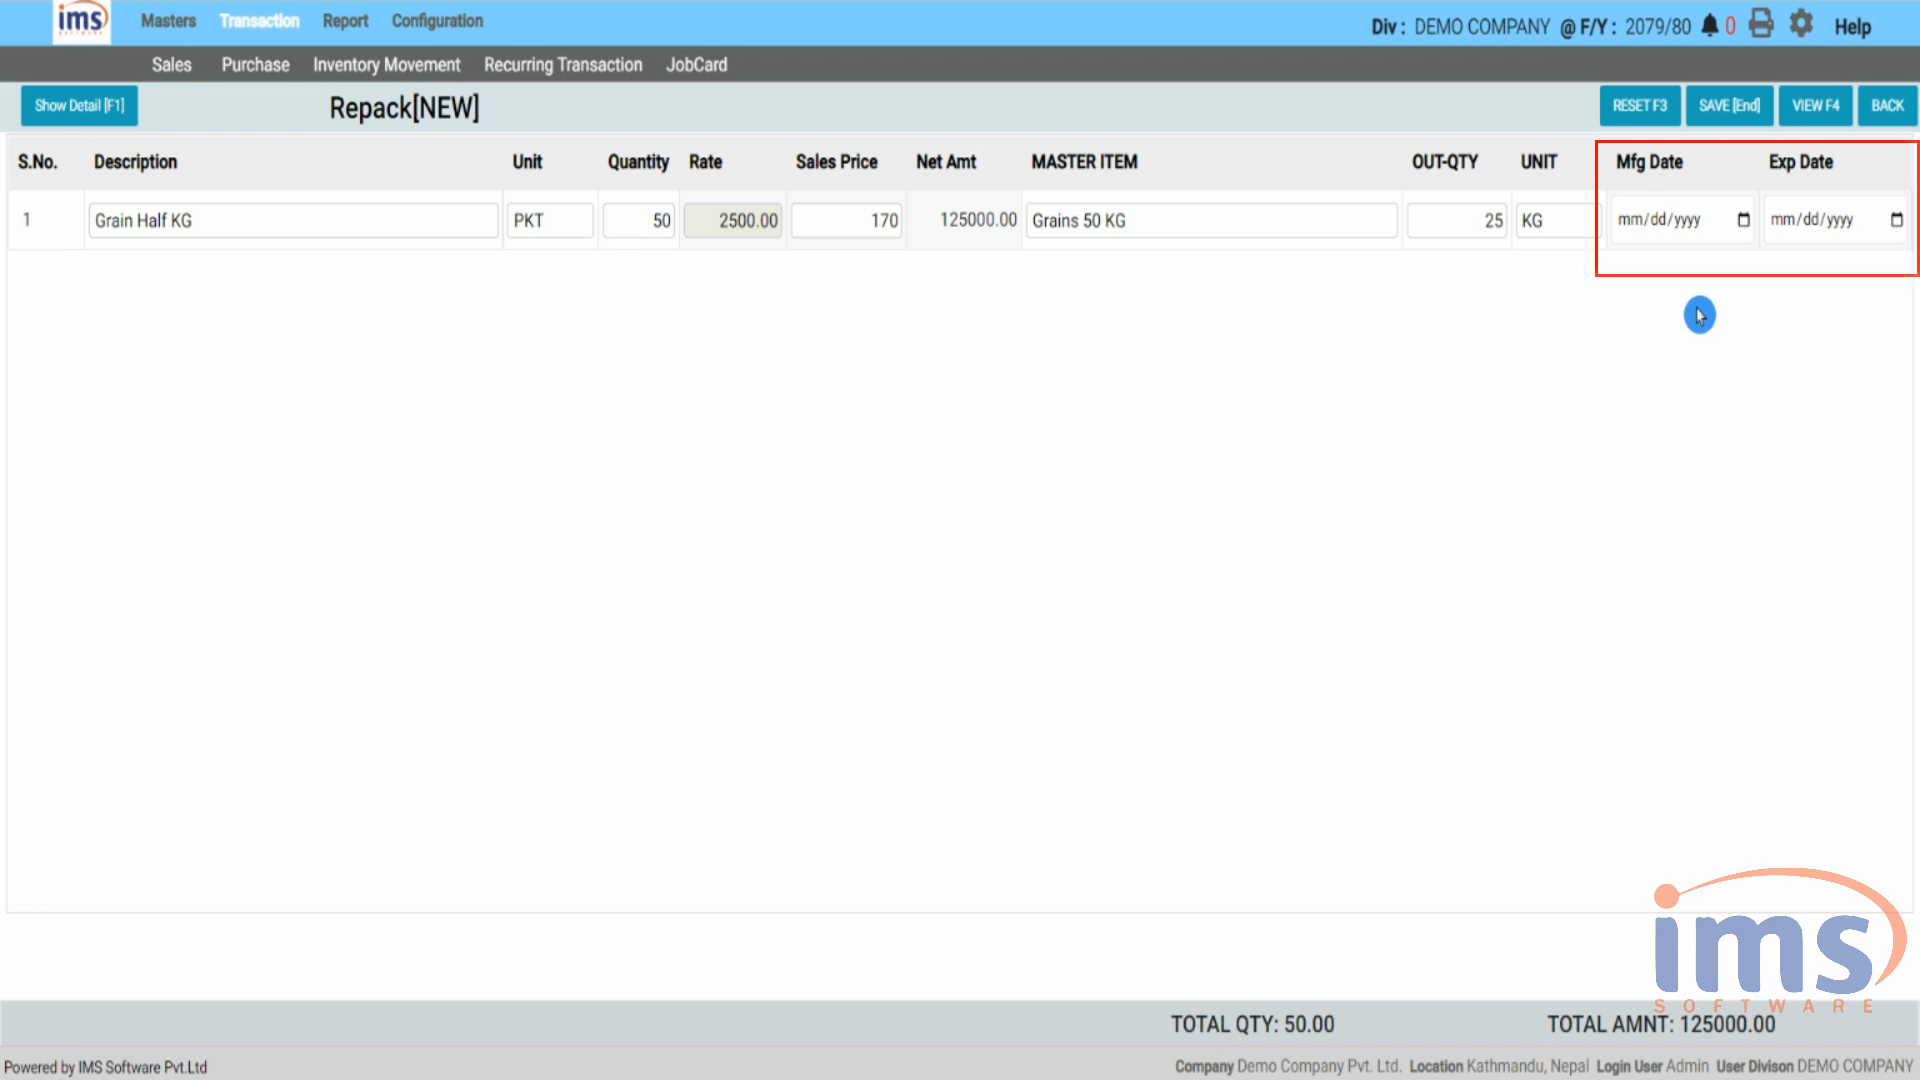 ims
SOFTWARE
Masters Transaction Report Configuration
Div : DEMO COMPANY @ F/Y : 2079/80 0 Help
Sales Purchase Inventory Movement Recurring Transaction JobCard
Show Detail [F1] Repack[NEW] RESET F3 SAVE [End] VIEW F4 BACK
S.No. Description Unit Quantity Rate Sales Price Net Amt MASTER ITEM OUT-QTY UNIT Mfg Date Exp Date
1 Grain Half KG PKT 50 2500.00 170 125000.00 Grains 50 KG 25 KG mm/dd/yyyy mm/dd/yyyy
ims
SOFTWARE
TOTAL QTY: 50.00 TOTAL AMNT: 125000.00
Powered by IMS Software Pvt.Ltd Company Demo Company Pvt. Ltd. Location Kathmandu, Nepal Login User Admin User Divison DEMO COMPANY